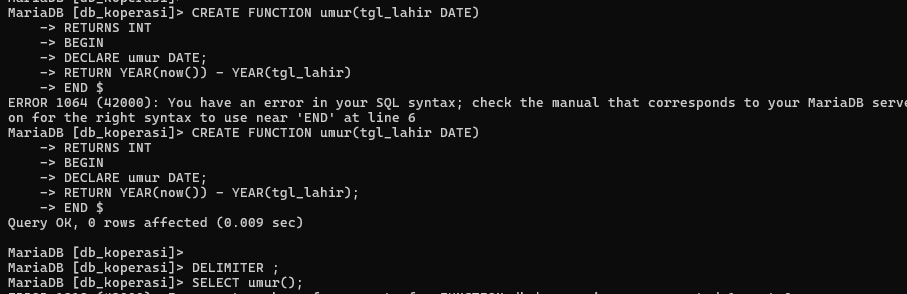 MariaDB [db_koperasi]> CREATE FUNCTION umur(tgl_lahir DATE)
    -> RETURNS INT
    -> BEGIN
    -> DECLARE umur DATE;
    -> RETURN YEAR(now()) - YEAR(tgl_lahir)
    -> END $
ERROR 1064 (42000): You have an error in your SQL syntax; check the manual that corresponds to your MariaDB serve
on for the right syntax to use near 'END' at line 6
MariaDB [db_koperasi]> CREATE FUNCTION umur(tgl_lahir DATE)
    -> RETURNS INT
    -> BEGIN
    -> DECLARE umur DATE;
    -> RETURN YEAR(now()) - YEAR(tgl_lahir);
    -> END $
Query OK, 0 rows affected (0.009 sec)
MariaDB [db_koperasi]>
MariaDB [db_koperasi]> DELIMITER ;
MariaDB [db_koperasi]> SELECT umur();